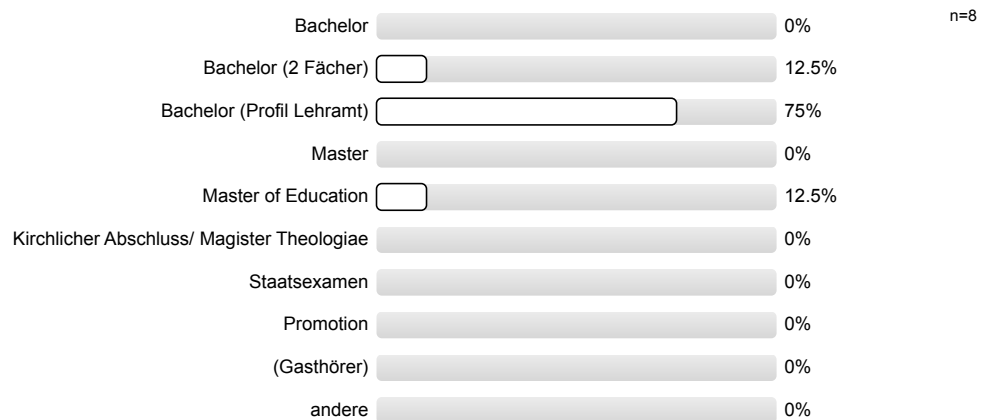 n=8
Bachelor 0%
Bachelor (2 Fächer) 12.5%
Bachelor (Profil Lehramt) 75%
Master 0%
Master of Education 12.5%
Kirchlicher Abschluss/ Magister Theologiae 0%
Staatsexamen 0%
Promotion 0%
(Gasthörer) 0%
andere 0%